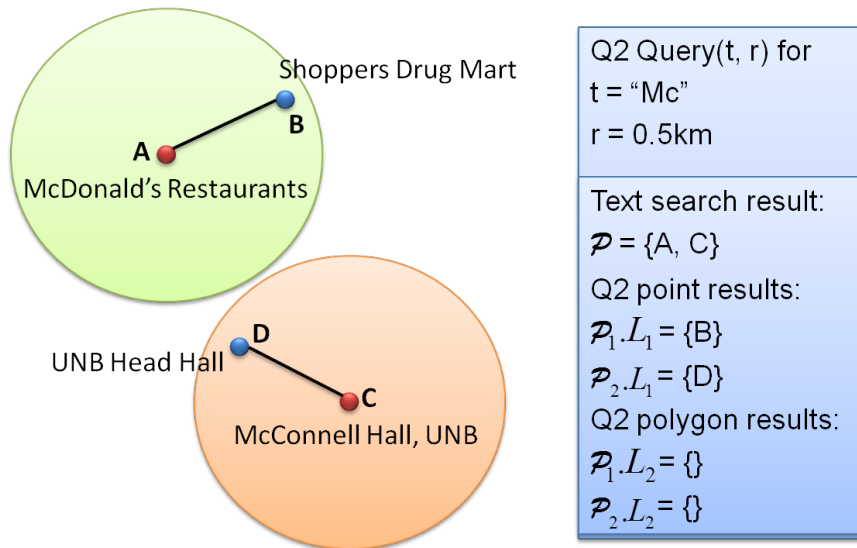 Shoppers Drug Mart
B
A
McDonald's Restaurants
D
UNB Head Hall
C
McConnell Hall, UNB
Q2 Query(t, r) for
t = “Mc”
r = 0.5km
Text search result:
𝒫 = {A, C}
Q2 point results:
𝒫₁.L₁ = {B}
𝒫₂.L₁ = {D}
Q2 polygon results:
𝒫₁.L₂ = {}
𝒫₂.L₂ = {}